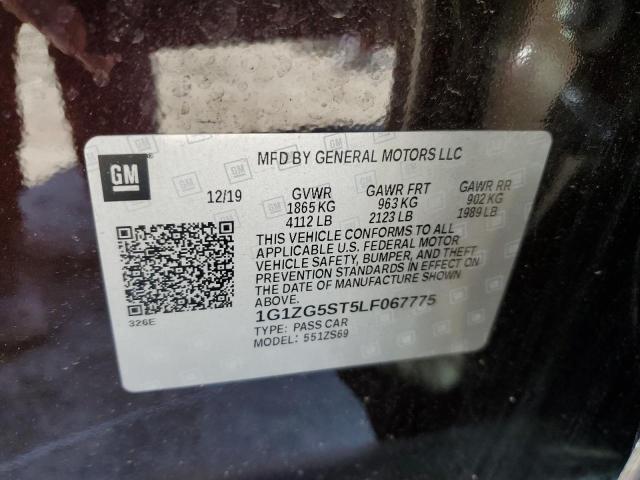 GM
MFD BY GENERAL MOTORS LLC
12/19 GVWR GAWR FRT GAWR RR
1865 KG 963 KG 902 KG
4112 LB 2123 LB 1989 LB
THIS VEHICLE CONFORMS TO ALL
APPLICABLE U.S. FEDERAL MOTOR
VEHICLE SAFETY, BUMPER, AND THEFT
PREVENTION STANDARDS IN EFFECT ON
THE DATE OF MANUFACTURE SHOWN
ABOVE.
326E
1G1ZG5ST5LF067775
TYPE: PASS CAR
MODEL: 551ZS69